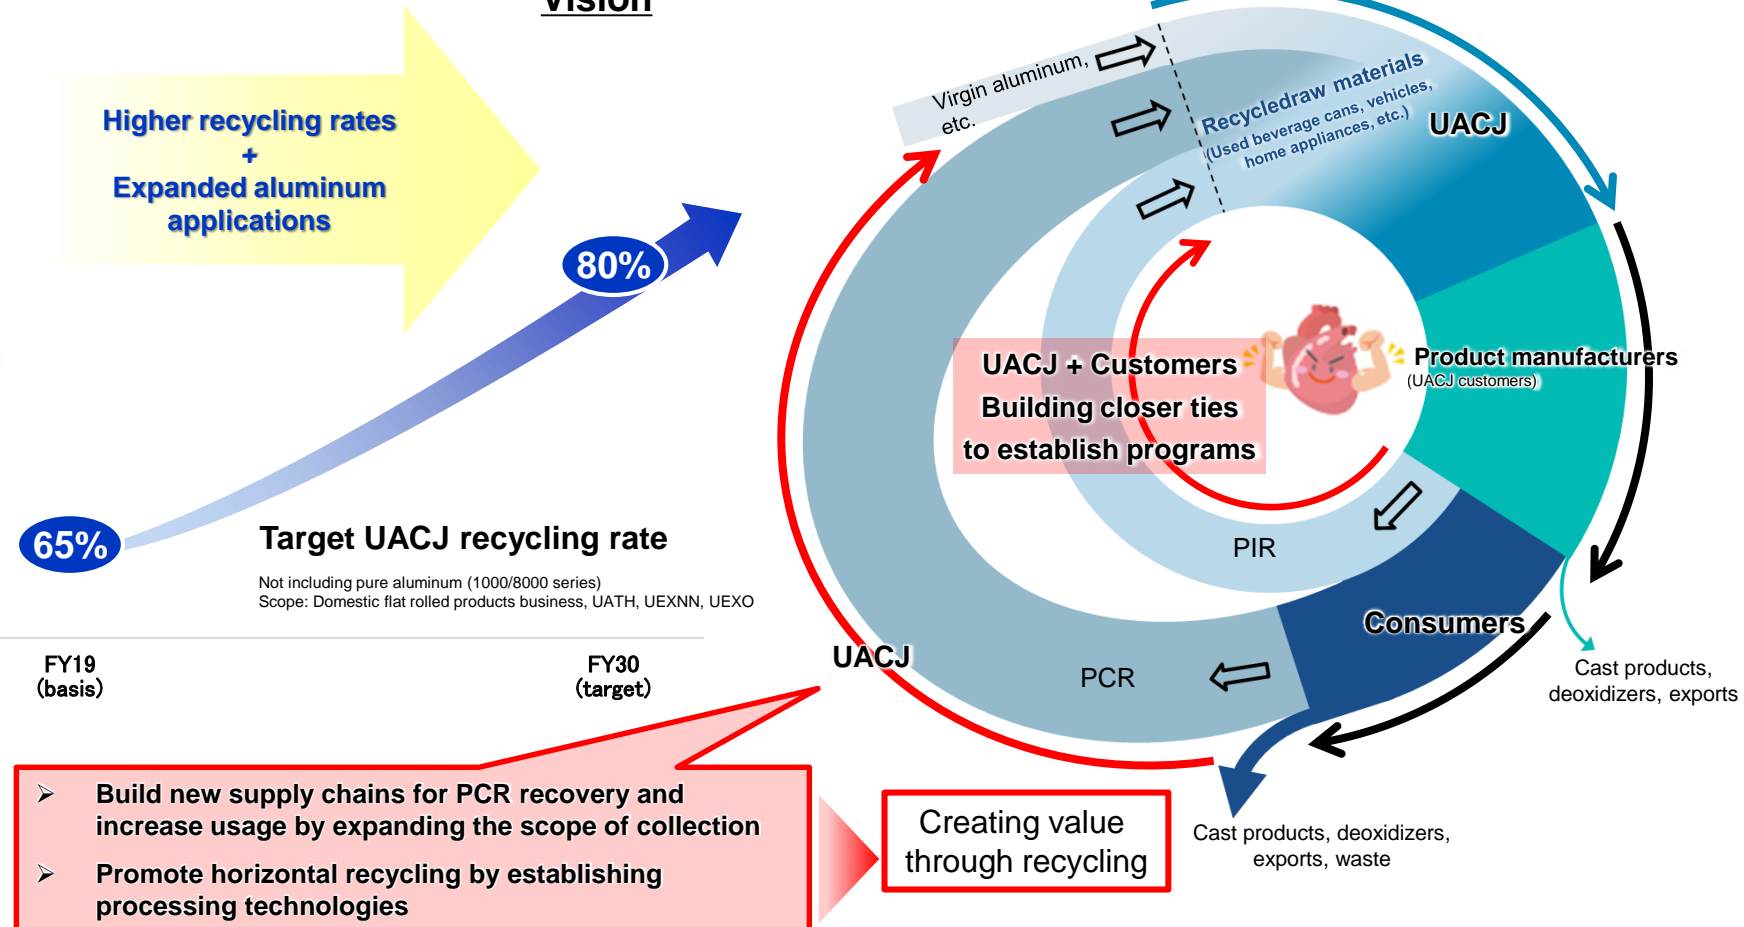 Vision
Higher recycling rates
+
Expanded aluminum
applications
80%
65%
Target UACJ recycling rate
Not including pure aluminum (1000/8000 series)
Scope: Domestic flat rolled products business, UATH, UEXNN, UEXO
FY19
(basis)
FY30
(target)
Virgin aluminum,
etc.
Recycledraw materials
(Used beverage cans, vehicles,
home appliances, etc.)
UACJ
UACJ + Customers
Building closer ties
to establish programs
Product manufacturers
(UACJ customers)
PIR
Consumers
PCR
UACJ
Cast products,
deoxidizers, exports
Cast products, deoxidizers,
exports, waste
➢ Build new supply chains for PCR recovery and
increase usage by expanding the scope of collection
➢ Promote horizontal recycling by establishing
processing technologies
Creating value
through recycling